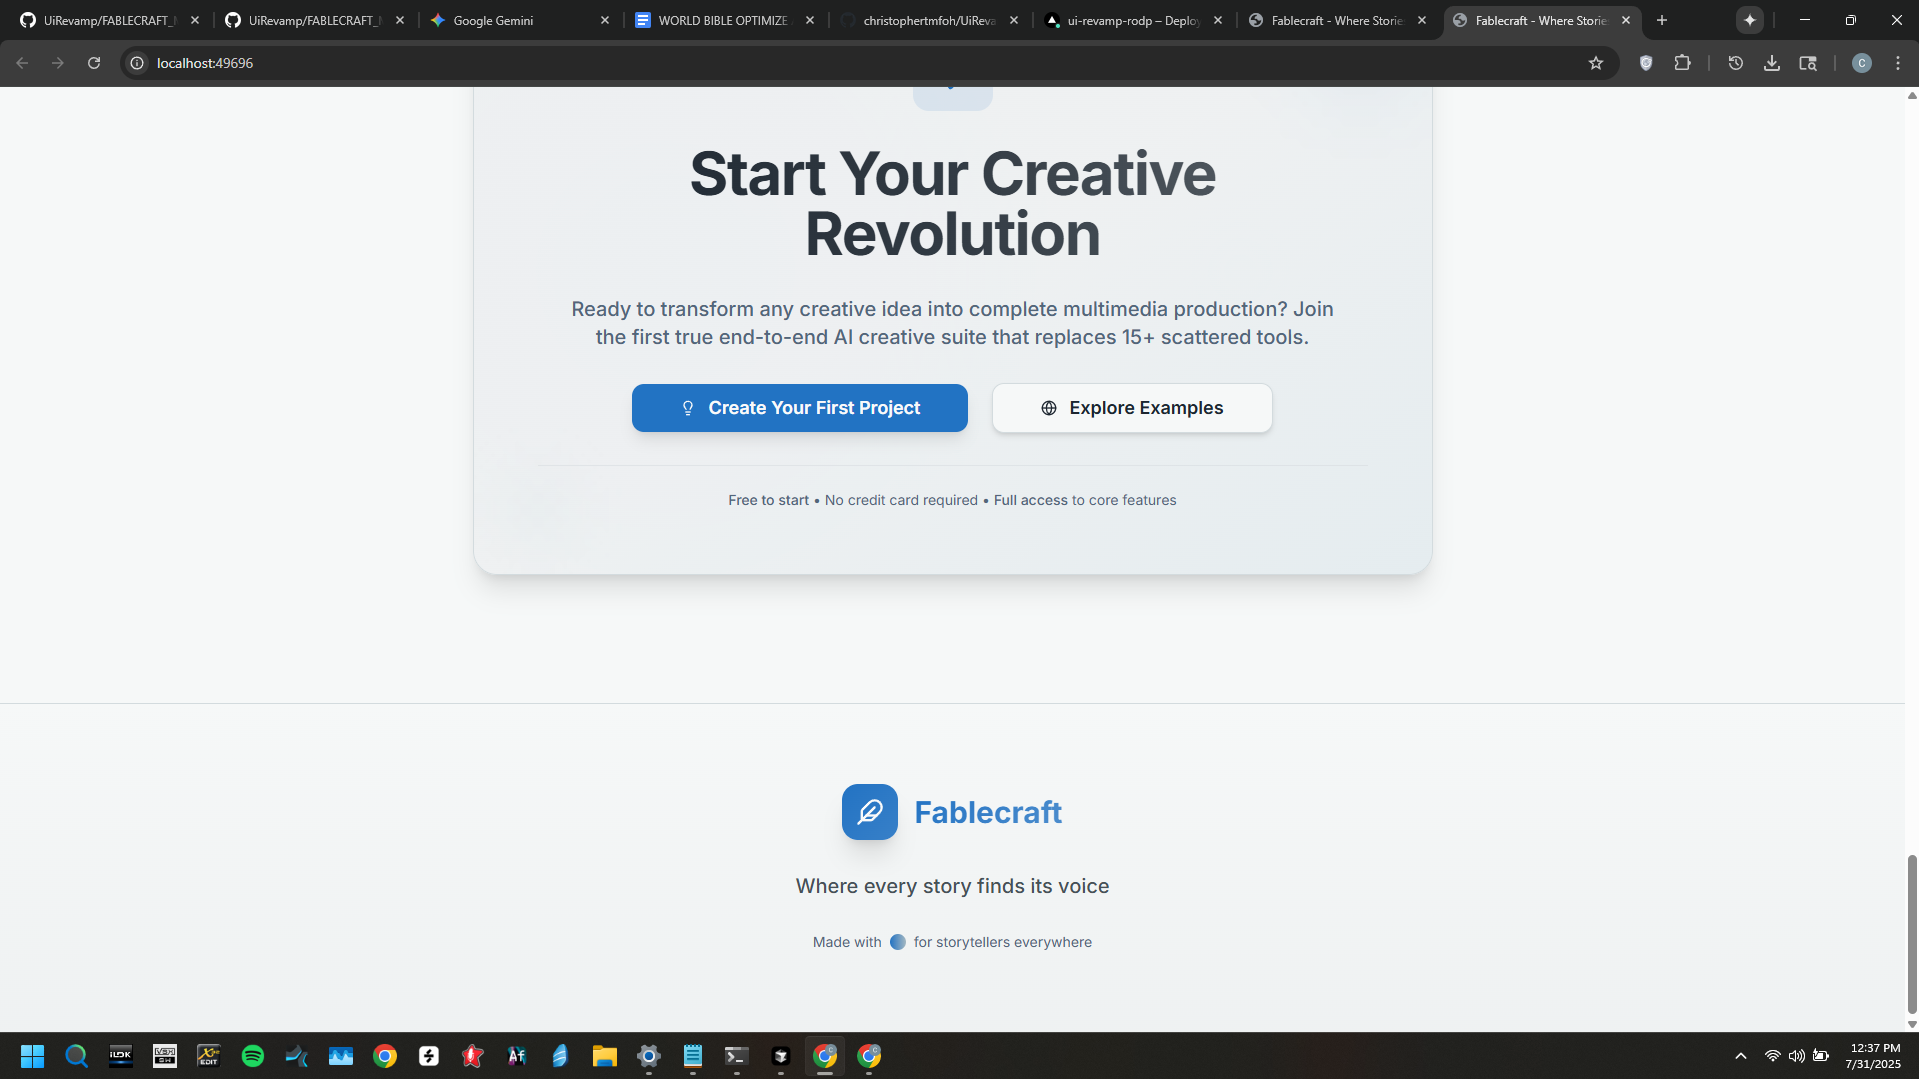 UiRevamp/FABLECRAFT_
UiRevamp/FABLECRAFT_
Google Gemini
WORLD BIBLE OPTIMIZE
christophertmfoh/UiReva
ui-revamp-rodp – Deploy
Fablecraft - Where Storie
Fablecraft - Where Storie
localhost:49696
C
Start Your Creative
Revolution
Ready to transform any creative idea into complete multimedia production? Join
the first true end-to-end AI creative suite that replaces 15+ scattered tools.
Create Your First Project
Explore Examples
Free to start • No credit card required • Full access to core features
Fablecraft
Where every story finds its voice
Made with for storytellers everywhere
EDIT
Af
12:37 PM
7/31/2025